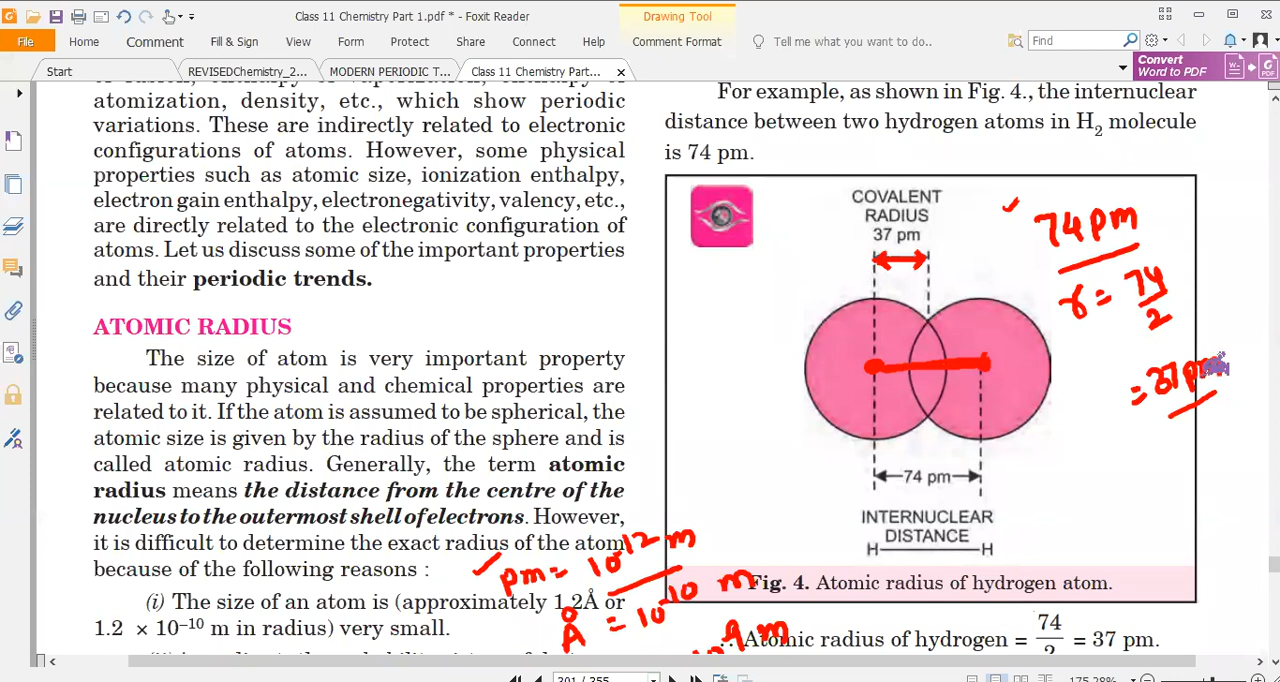 Class 11 Chemistry Part 1.pdf * - Foxit Reader
Drawing Tool
File Home Comment Fill & Sign View Form Protect Share Connect Help Comment Format Tell me what you want to do.. Find
Start REVISEDChemistry_2... MODERN PERIODIC T... Class 11 Chemistry Part... x
Convert
Word to PDF
atomization, density, etc., which show periodic
variations. These are indirectly related to electronic
configurations of atoms. However, some physical
properties such as atomic size, ionization enthalpy,
electron gain enthalpy, electronegativity, valency, etc.,
are directly related to the electronic configuration of
atoms. Let us discuss some of the important properties
and their periodic trends.
ATOMIC RADIUS
The size of atom is very important property
because many physical and chemical properties are
related to it. If the atom is assumed to be spherical, the
atomic size is given by the radius of the sphere and is
called atomic radius. Generally, the term atomic
radius means the distance from the centre of the
nucleus to the outermost shell of electrons. However,
it is difficult to determine the exact radius of the atom
because of the following reasons :
(i) The size of an atom is (approximately 1.2Å or
1.2 × 10⁻¹⁰ m in radius) very small.
pm = 10⁻¹² m
Å = 10⁻¹⁰ m
For example, as shown in Fig. 4., the internuclear
distance between two hydrogen atoms in H₂ molecule
is 74 pm.
COVALENT
RADIUS
37 pm
74 pm
r = 74/2
= 37 pm
74 pm
INTERNUCLEAR
DISTANCE
H H
Fig. 4. Atomic radius of hydrogen atom.
∴ Atomic radius of hydrogen = 74/2 = 37 pm.
301 / 355
175.28%